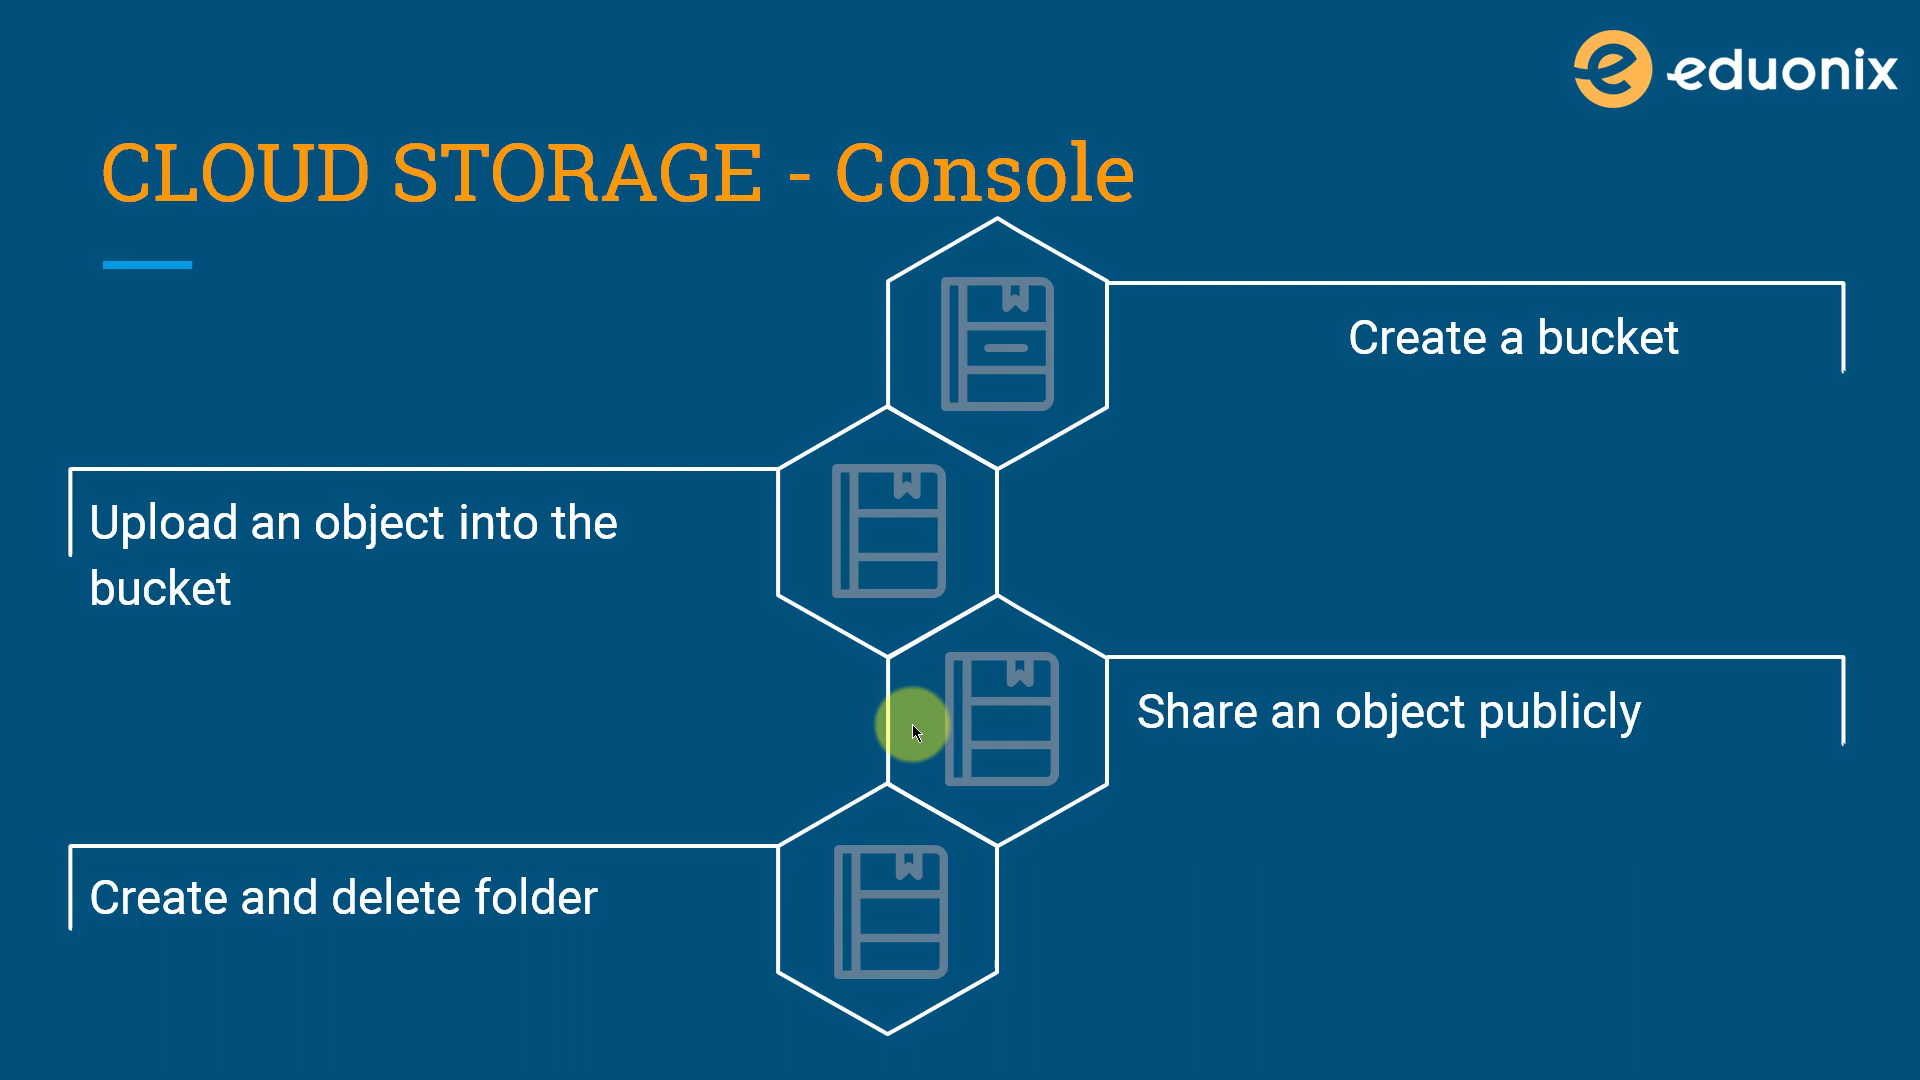 eduonix
CLOUD STORAGE - Console
Create a bucket
Upload an object into the
bucket
Share an object publicly
Create and delete folder